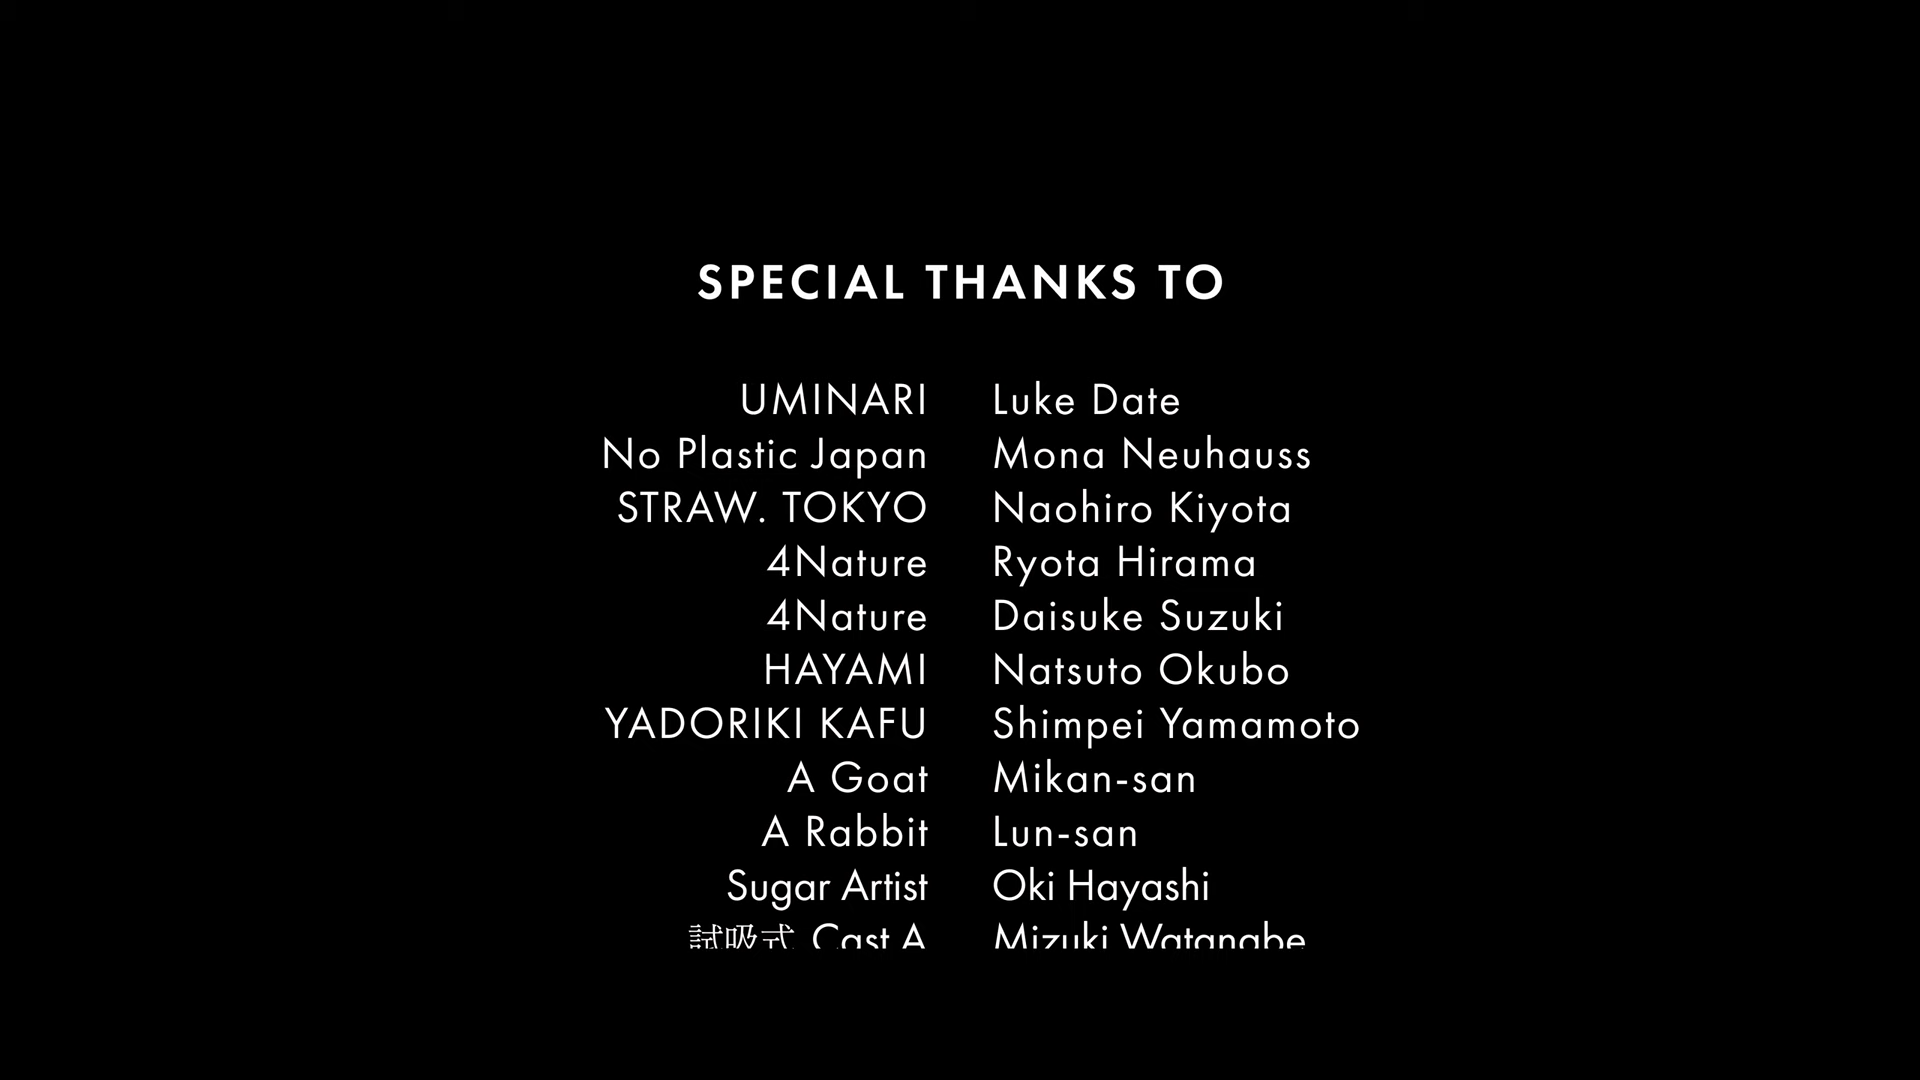 SPECIAL THANKS TO
UMINARI Luke Date
No Plastic Japan Mona Neuhauss
STRAW. TOKYO Naohiro Kiyota
4Nature Ryota Hirama
4Nature Daisuke Suzuki
HAYAMI Natsuto Okubo
YADORIKI KAFU Shimpei Yamamoto
A Goat Mikan-san
A Rabbit Lun-san
Sugar Artist Oki Hayashi
試吸式 Cast A Mizuki Watanabe